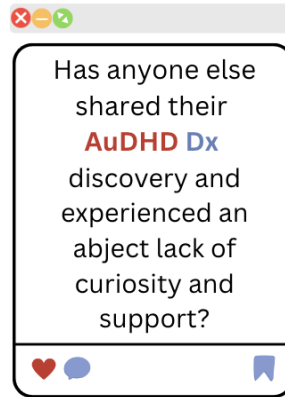 Has anyone else
shared their
AuDHD Dx
discovery and
experienced an
abject lack of
curiosity and
support?